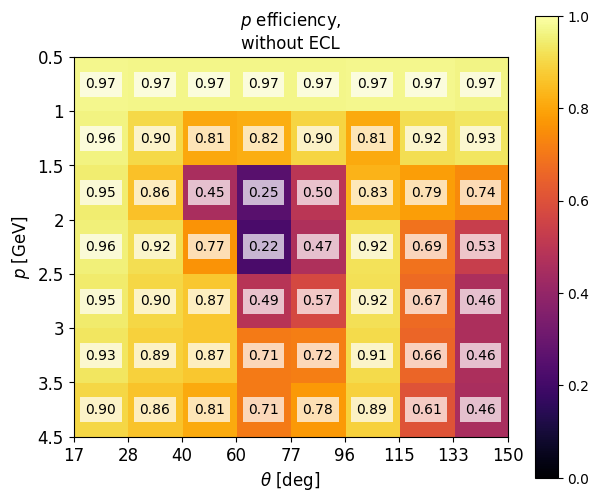 p efficiency,
without ECL
0.5
0.97 0.97 0.97 0.97 0.97 0.97 0.97 0.97
1
0.96 0.90 0.81 0.82 0.90 0.81 0.92 0.93
1.5
0.95 0.86 0.45 0.25 0.50 0.83 0.79 0.74
2
0.96 0.92 0.77 0.22 0.47 0.92 0.69 0.53
2.5
0.95 0.90 0.87 0.49 0.57 0.92 0.67 0.46
3
0.93 0.89 0.87 0.71 0.72 0.91 0.66 0.46
3.5
0.90 0.86 0.81 0.71 0.78 0.89 0.61 0.46
4.5
p [GeV]
17 28 40 60 77 96 115 133 150
θ [deg]
1.0
0.8
0.6
0.4
0.2
0.0